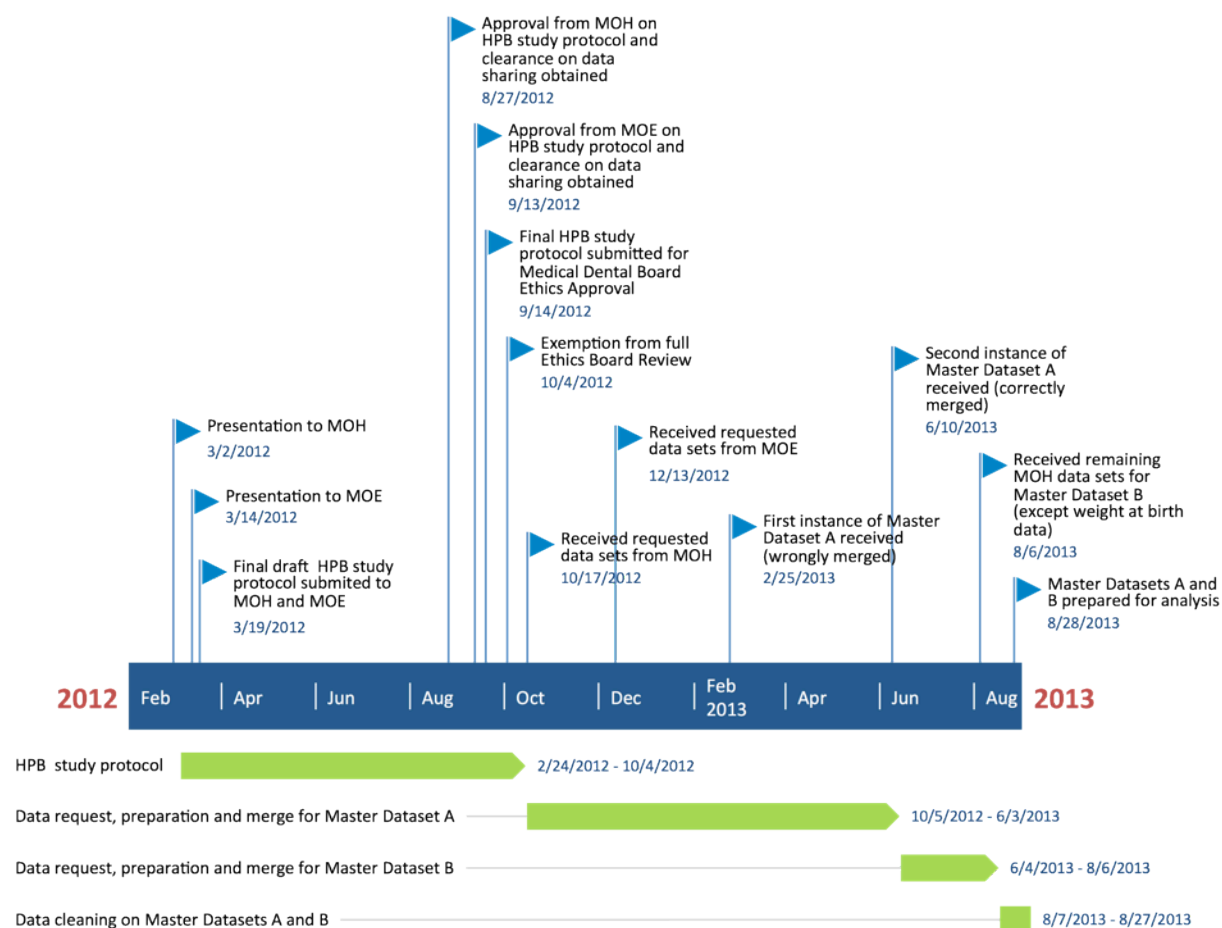 Approval from MOH on
HPB study protocol and
clearance on data
sharing obtained
8/27/2012
Approval from MOE on
HPB study protocol and
clearance on data
sharing obtained
9/13/2012
Final HPB study
protocol submitted for
Medical Dental Board
Ethics Approval
9/14/2012
Exemption from full
Ethics Board Review
10/4/2012
Second instance of
Master Dataset A
received (correctly
merged)
6/10/2013
Presentation to MOH
3/2/2012
Received requested
data sets from MOE
12/13/2012
Received remaining
MOH data sets for
Master Dataset B
(except weight at birth
data)
8/6/2013
Presentation to MOE
3/14/2012
First instance of Master
Dataset A received
(wrongly merged)
2/25/2013
Received requested
data sets from MOH
10/17/2012
Final draft HPB study
protocol submited to
MOH and MOE
3/19/2012
Master Datasets A and
B prepared for analysis
8/28/2013
2012
Feb
Apr
Jun
Aug
Oct
Dec
Feb
2013
Apr
Jun
Aug
2013
HPB study protocol
2/24/2012 - 10/4/2012
Data request, preparation and merge for Master Dataset A
10/5/2012 - 6/3/2013
Data request, preparation and merge for Master Dataset B
6/4/2013 - 8/6/2013
Data cleaning on Master Datasets A and B
8/7/2013 - 8/27/2013